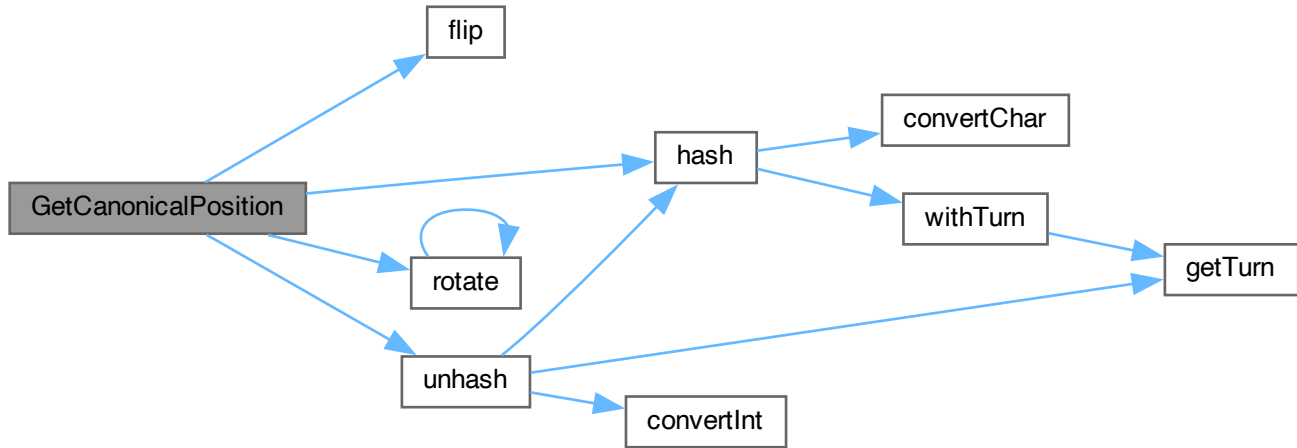 flip
convertChar
hash
GetCanonicalPosition
withTurn
getTurn
rotate
unhash
convertInt